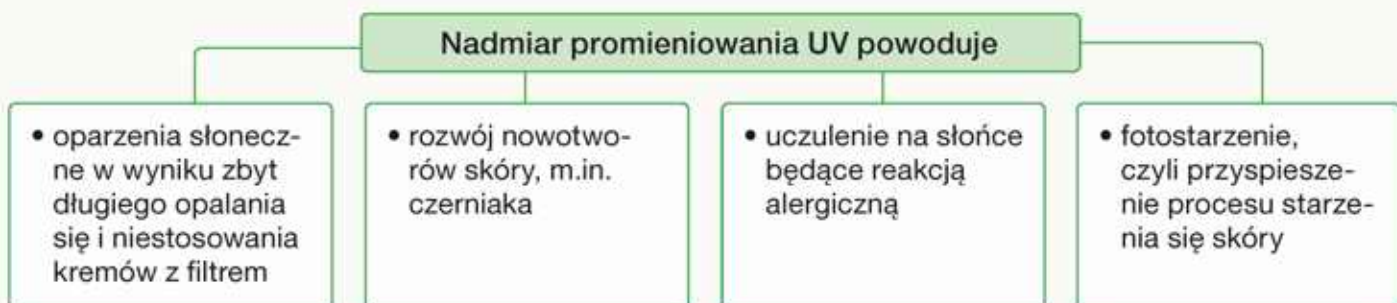 Nadmiar promieniowania UV powoduje
• oparzenia słonecz-
ne w wyniku zbyt
długiego opalania
się i niestosowania
kremów z filtrem
• rozwój nowotwo-
rów skóry, m.in.
czerniaka
• uczulenie na słońce
będące reakcją
alergiczną
• fotostarzenie,
czyli przyspiesze-
nie procesu starze-
nia się skóry